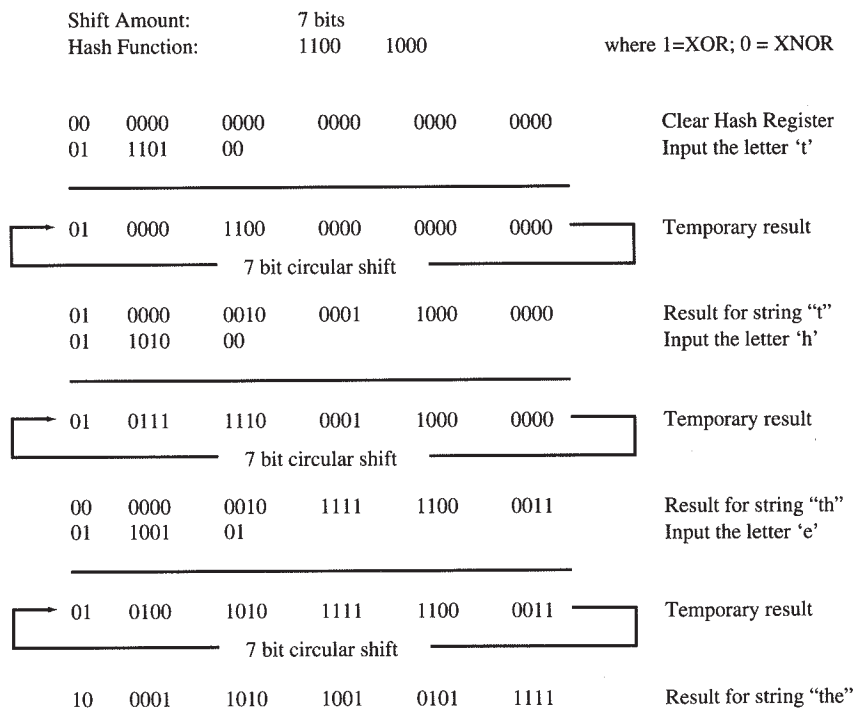 Shift Amount: 7 bits
Hash Function: 1100 1000 where 1=XOR; 0 = XNOR
00 0000 0000 0000 0000 0000 Clear Hash Register
01 1101 00 Input the letter ‘t’
01 0000 1100 0000 0000 0000 Temporary result
7 bit circular shift
01 0000 0010 0001 1000 0000 Result for string “t”
01 1010 00 Input the letter ‘h’
01 0111 1110 0001 1000 0000 Temporary result
7 bit circular shift
00 0000 0010 1111 1100 0011 Result for string “th”
01 1001 01 Input the letter ‘e’
01 0100 1010 1111 1100 0011 Temporary result
7 bit circular shift
10 0001 1010 1001 0101 1111 Result for string “the”